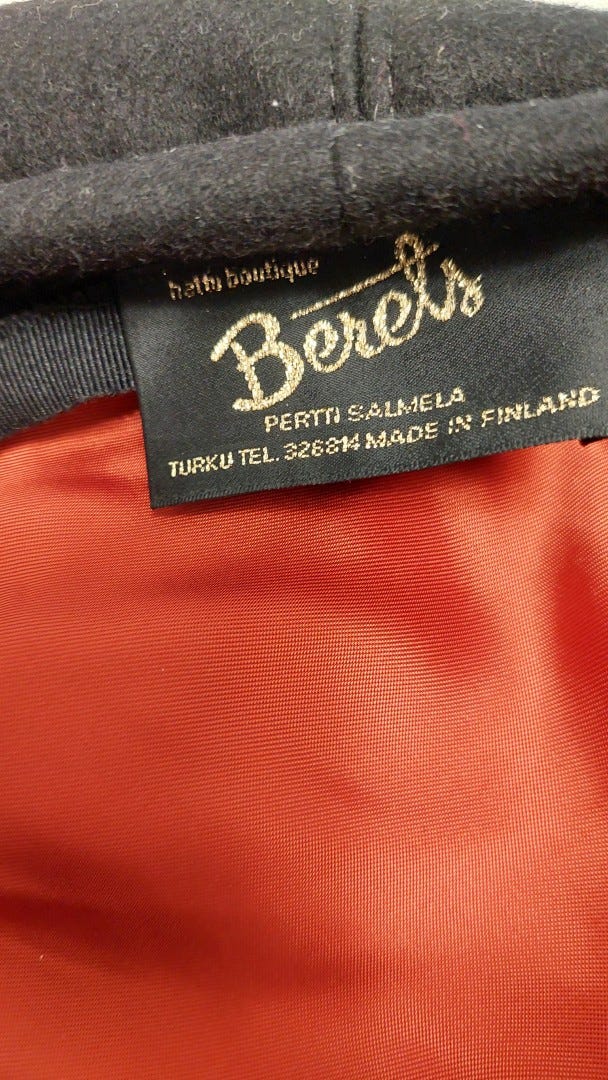 hattu boutique
Berets
PERTTI SALMELA
TURKU TEL. 326814 MADE IN FINLAND